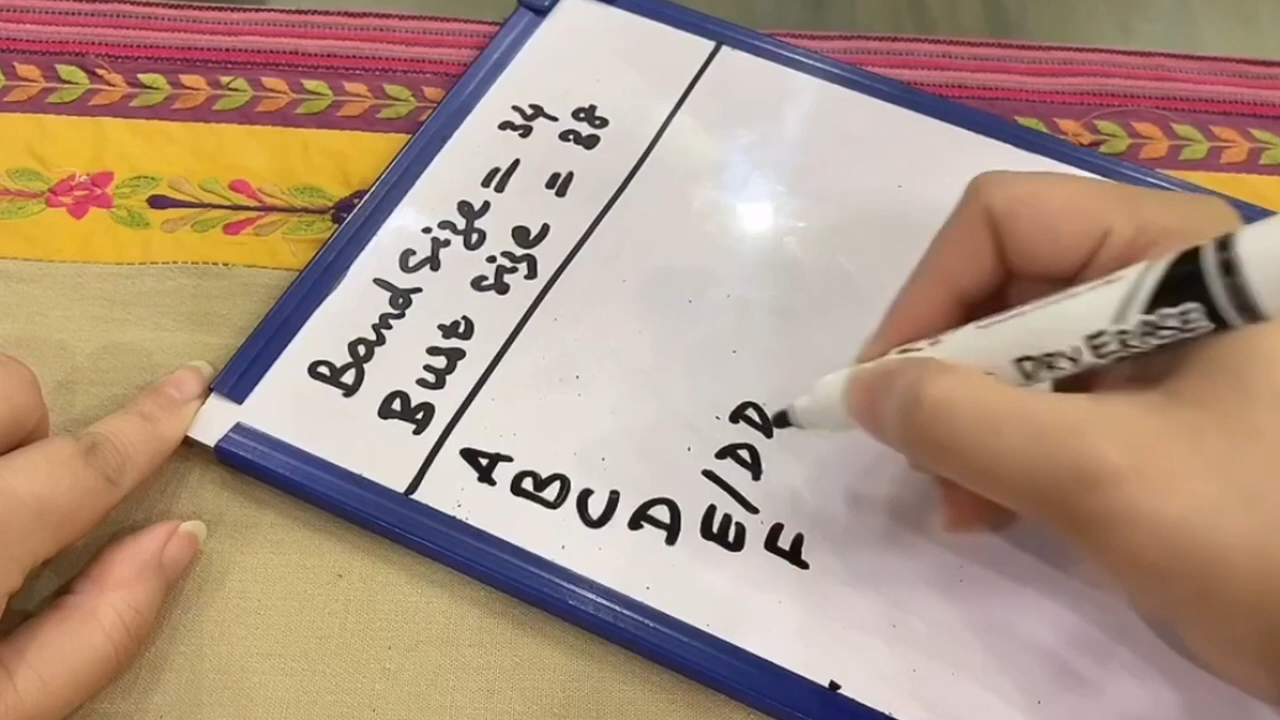 Band Size = 34
Bust Size = 38
A
B
C
D
E/DD
F
DRY ERASE